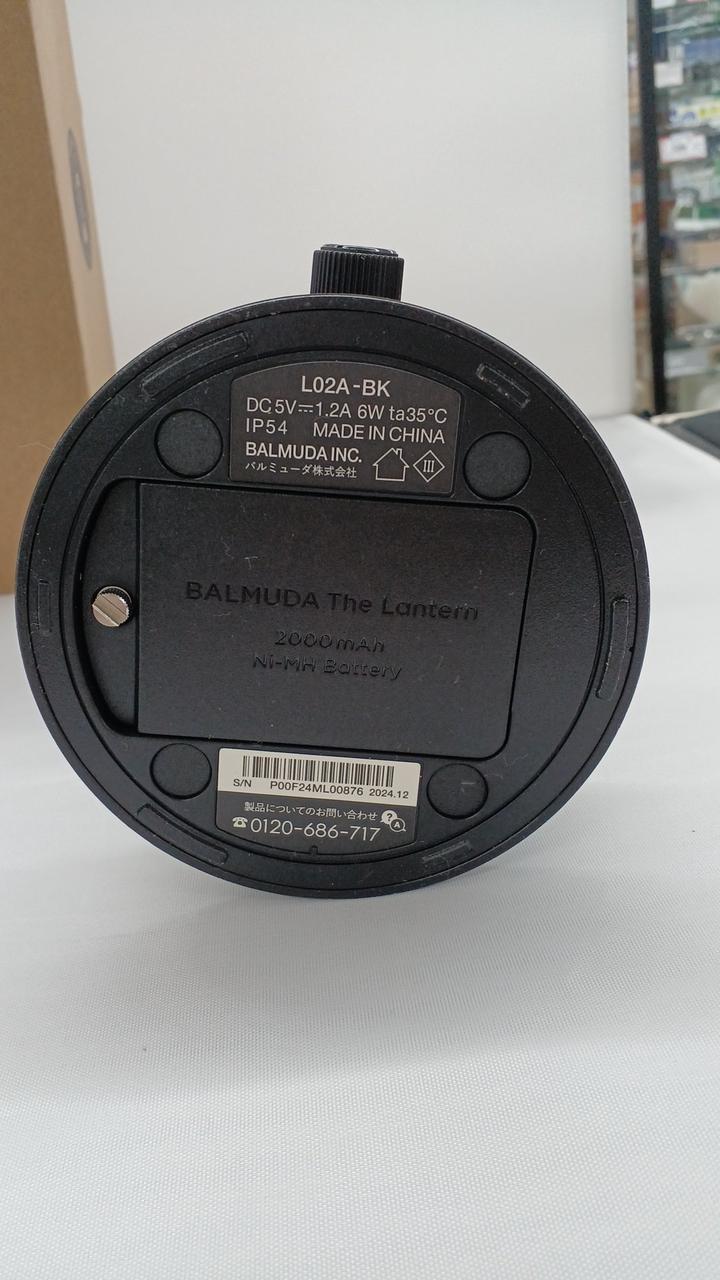 L02A-BK
DC5V⎓1.2A 6W ta35℃
IP54 MADE IN CHINA
BALMUDA INC.
バルミューダ株式会社
III
BALMUDA The Lantern
2000mAh
Ni-MH Battery
S/N P00F24ML00876 2024.12
製品についてのお問い合わせ ? A
☎0120-686-717